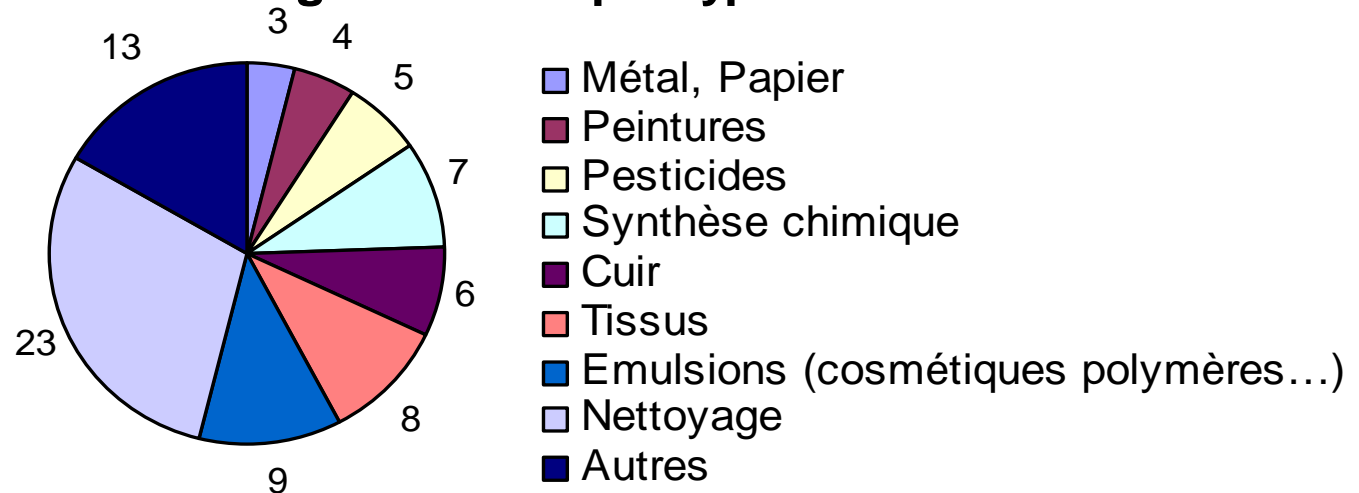 3
4
5
7
6
8
9
23
13
Métal, Papier
Peintures
Pesticides
Synthèse chimique
Cuir
Tissus
Emulsions (cosmétiques polymères…)
Nettoyage
Autres